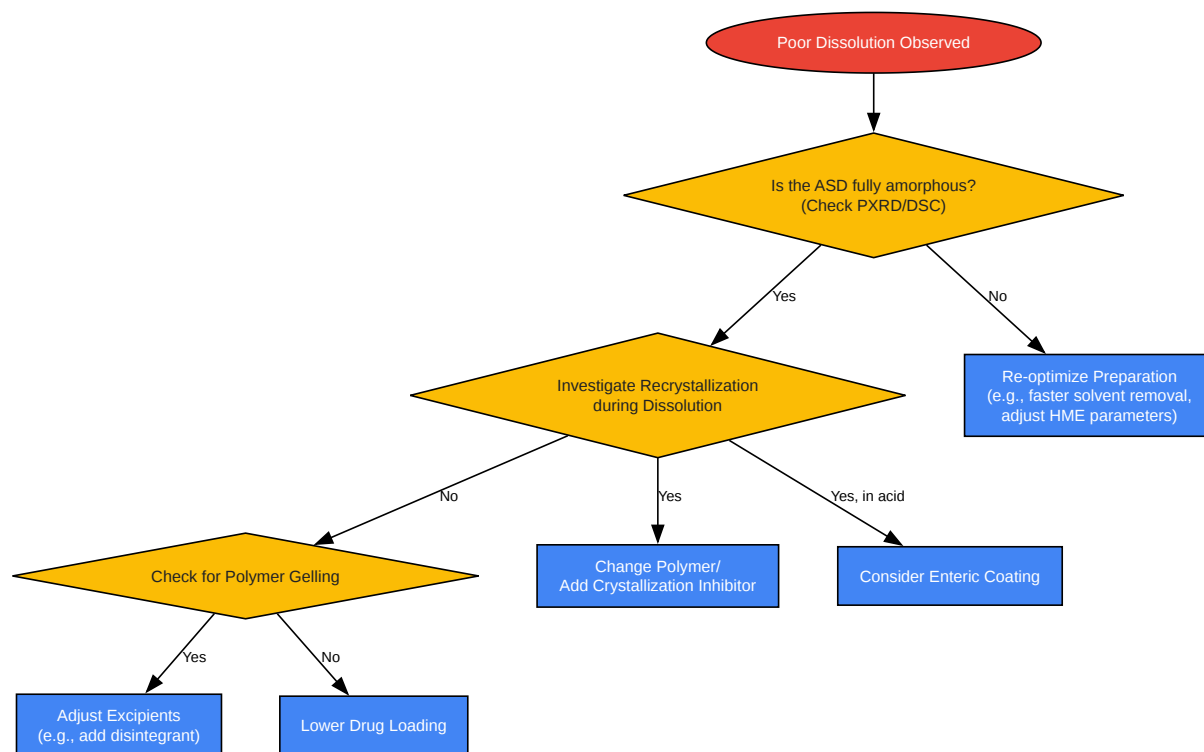 Poor Dissolution Observed
Is the ASD fully amorphous?
(Check PXRD/DSC)
Yes
No
Investigate Recrystallization
during Dissolution
Re-optimize Preparation
(e.g., faster solvent removal,
adjust HME parameters)
No
Yes
Yes, in acid
Check for Polymer Gelling
Change Polymer/
Add Crystallization Inhibitor
Consider Enteric Coating
Yes
No
Adjust Excipients
(e.g., add disintegrant)
Lower Drug Loading